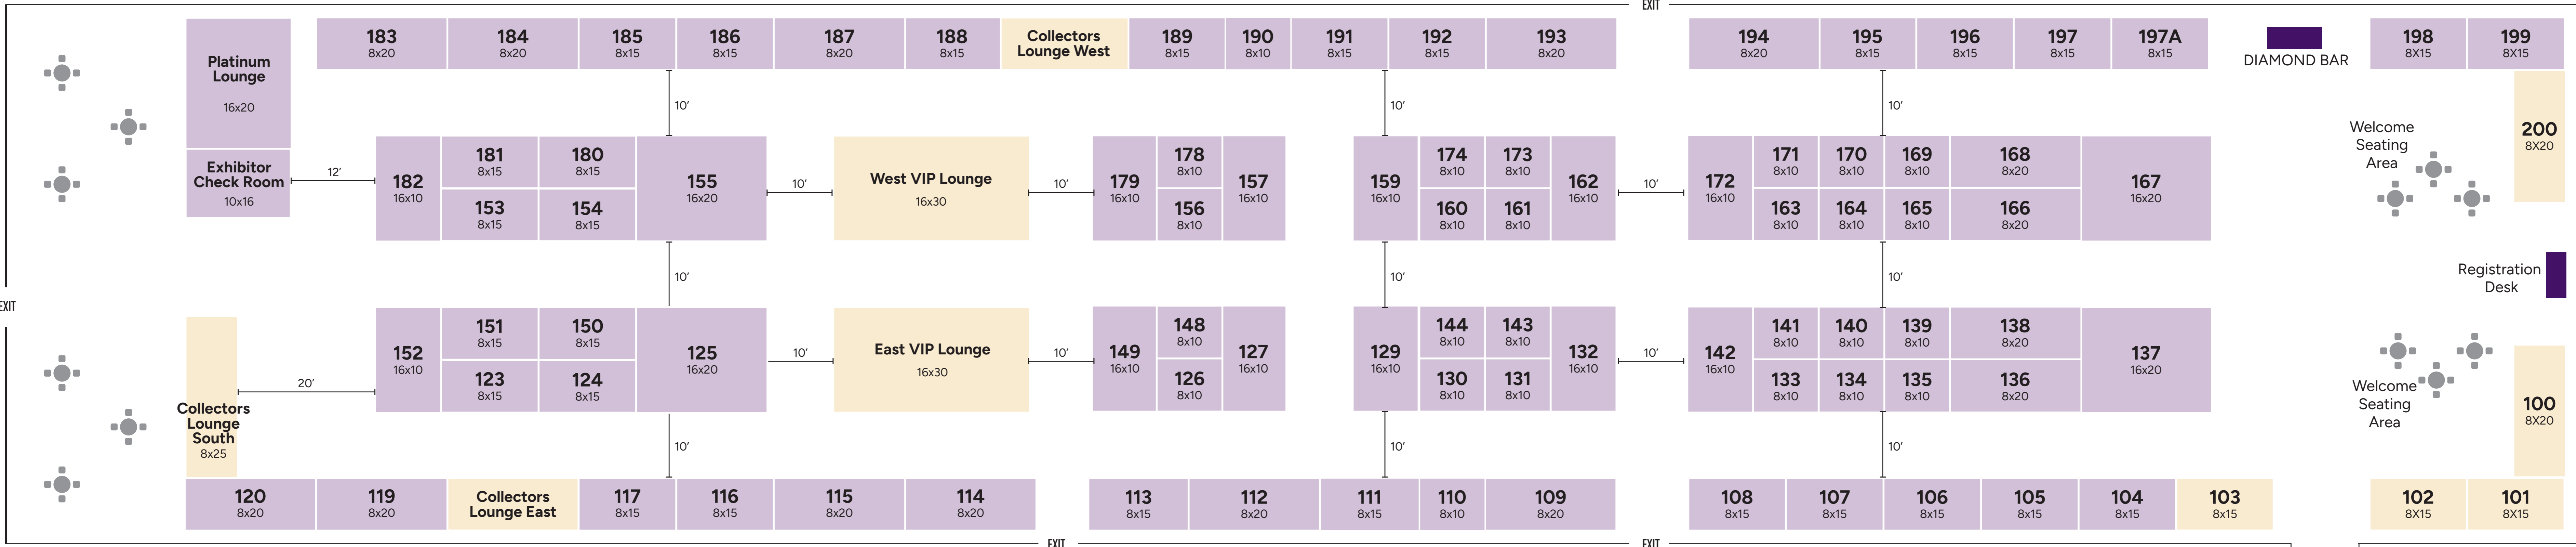 EXIT
183
8x20
184
8x20
185
8x15
186
8x15
187
8x20
188
8x15
Collectors
Lounge West
189
8x15
190
8x10
191
8x15
192
8x15
193
8x20
194
8x20
195
8x15
196
8x15
197
8x15
197A
8x15
DIAMOND BAR
198
8X15
199
8X15
Platinum
Lounge
16x20
10'
10'
10'
Exhibitor
Check Room
10x16
12'
182
16x10
181
8x15
180
8x15
153
8x15
154
8x15
155
16x20
10'
West VIP Lounge
16x30
10'
179
16x10
178
8x10
156
8x10
157
16x10
159
16x10
174
8x10
173
8x10
160
8x10
161
8x10
162
16x10
10'
172
16x10
171
8x10
170
8x10
169
8x10
168
8x20
163
8x10
164
8x10
165
8x10
166
8x20
167
16x20
Welcome
Seating
Area
200
8X20
10'
10'
10'
Registration
Desk
EXIT
152
16x10
151
8x15
150
8x15
123
8x15
124
8x15
125
16x20
10'
East VIP Lounge
16x30
10'
149
16x10
148
8x10
126
8x10
127
16x10
129
16x10
144
8x10
143
8x10
130
8x10
131
8x10
132
16x10
10'
142
16x10
141
8x10
140
8x10
139
8x10
138
8x20
133
8x10
134
8x10
135
8x10
136
8x20
137
16x20
Welcome
Seating
Area
100
8X20
20'
Collectors
Lounge
South
8x25
10'
10'
10'
120
8x20
119
8x20
Collectors
Lounge East
117
8x15
116
8x15
115
8x20
114
8x20
113
8x15
112
8x20
111
8x15
110
8x10
109
8x20
108
8x15
107
8x15
106
8x15
105
8x15
104
8x15
103
8x15
102
8X15
101
8X15
EXIT
EXIT